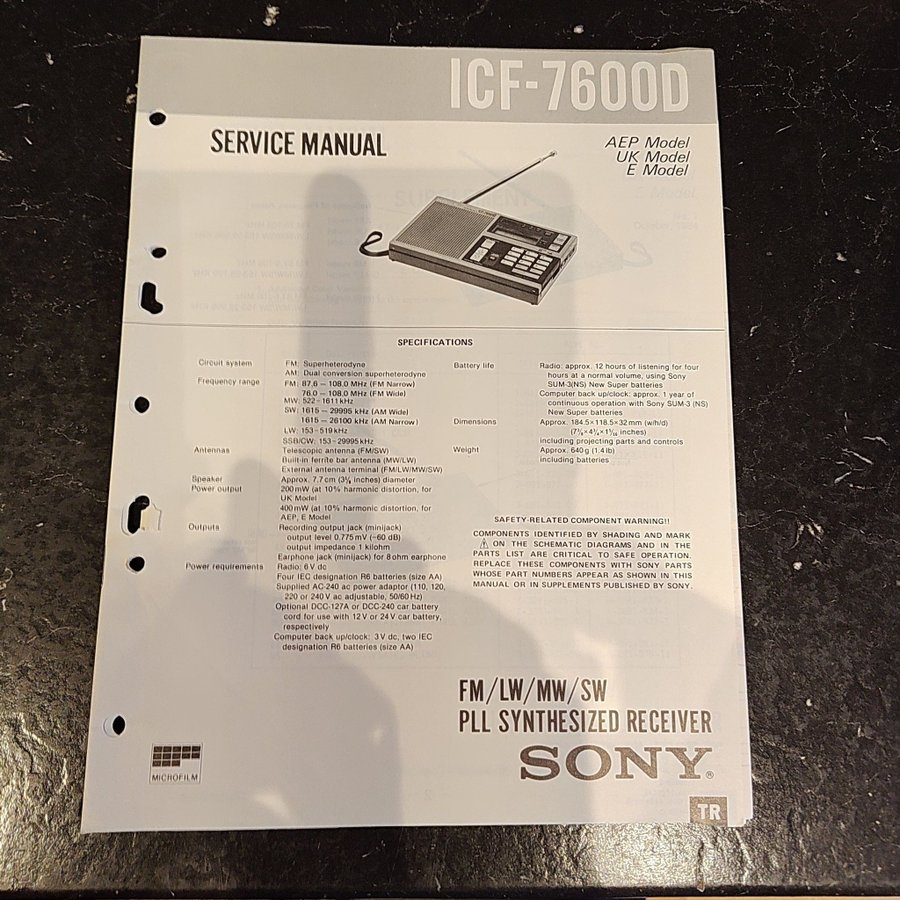 ICF-7600D
SERVICE MANUAL
AEP Model
UK Model
E Model
SPECIFICATIONS
Circuit system
FM: Superheterodyne
AM: Dual conversion superheterodyne
Frequency range
FM: 87.6 – 108.0 MHz (FM Narrow)
76.0 – 108.0 MHz (FM Wide)
MW: 522–1611 kHz
SW: 1615 – 29995 kHz (AM Wide)
1615 – 26100 kHz (AM Narrow)
LW: 153–519 kHz
SSB/CW: 153–29995 kHz
Antennas
Telescopic antenna (FM/SW)
Built-in ferrite bar antenna (MW/LW)
External antenna terminal (FM/LW/MW/SW)
Speaker
Approx. 7.7 cm (3⅛ inches) diameter
Power output
200 mW (at 10% harmonic distortion, for
UK Model
400 mW (at 10% harmonic distortion, for
AEP, E Model
Outputs
Recording output jack (minijack)
output level 0.775 mV (–60 dB)
output impedance 1 kilohm
Earphone jack (minijack) for 8 ohm earphone
Power requirements
Radio: 6 V dc
Four IEC designation R6 batteries (size AA)
Supplied AC-240 ac power adaptor (110, 120,
220 or 240 V ac adjustable, 50/60 Hz)
Optional DCC-127A or DCC-240 car battery
cord for use with 12 V or 24 V car battery,
respectively
Computer back up/clock: 3 V dc, two IEC
designation R6 batteries (size AA)
Battery life
Radio: approx. 12 hours of listening for four
hours at a normal volume, using Sony
SUM-3(NS) New Super batteries
Computer back up/clock: approx. 1 year of
continuous operation with Sony SUM-3 (NS)
New Super batteries
Dimensions
Approx. 184.5×118.5×32 mm (w/h/d)
(7⅜×4¾×15/16 inches)
including projecting parts and controls
Weight
Approx. 640 g (1.4 lb)
including batteries
SAFETY-RELATED COMPONENT WARNING!!
COMPONENTS IDENTIFIED BY SHADING AND MARK
⚠ ON THE SCHEMATIC DIAGRAMS AND IN THE
PARTS LIST ARE CRITICAL TO SAFE OPERATION.
REPLACE THESE COMPONENTS WITH SONY PARTS
WHOSE PART NUMBERS APPEAR AS SHOWN IN THIS
MANUAL OR IN SUPPLEMENTS PUBLISHED BY SONY.
FM/LW/MW/SW
PLL SYNTHESIZED RECEIVER
SONY®
MICROFILM
TR